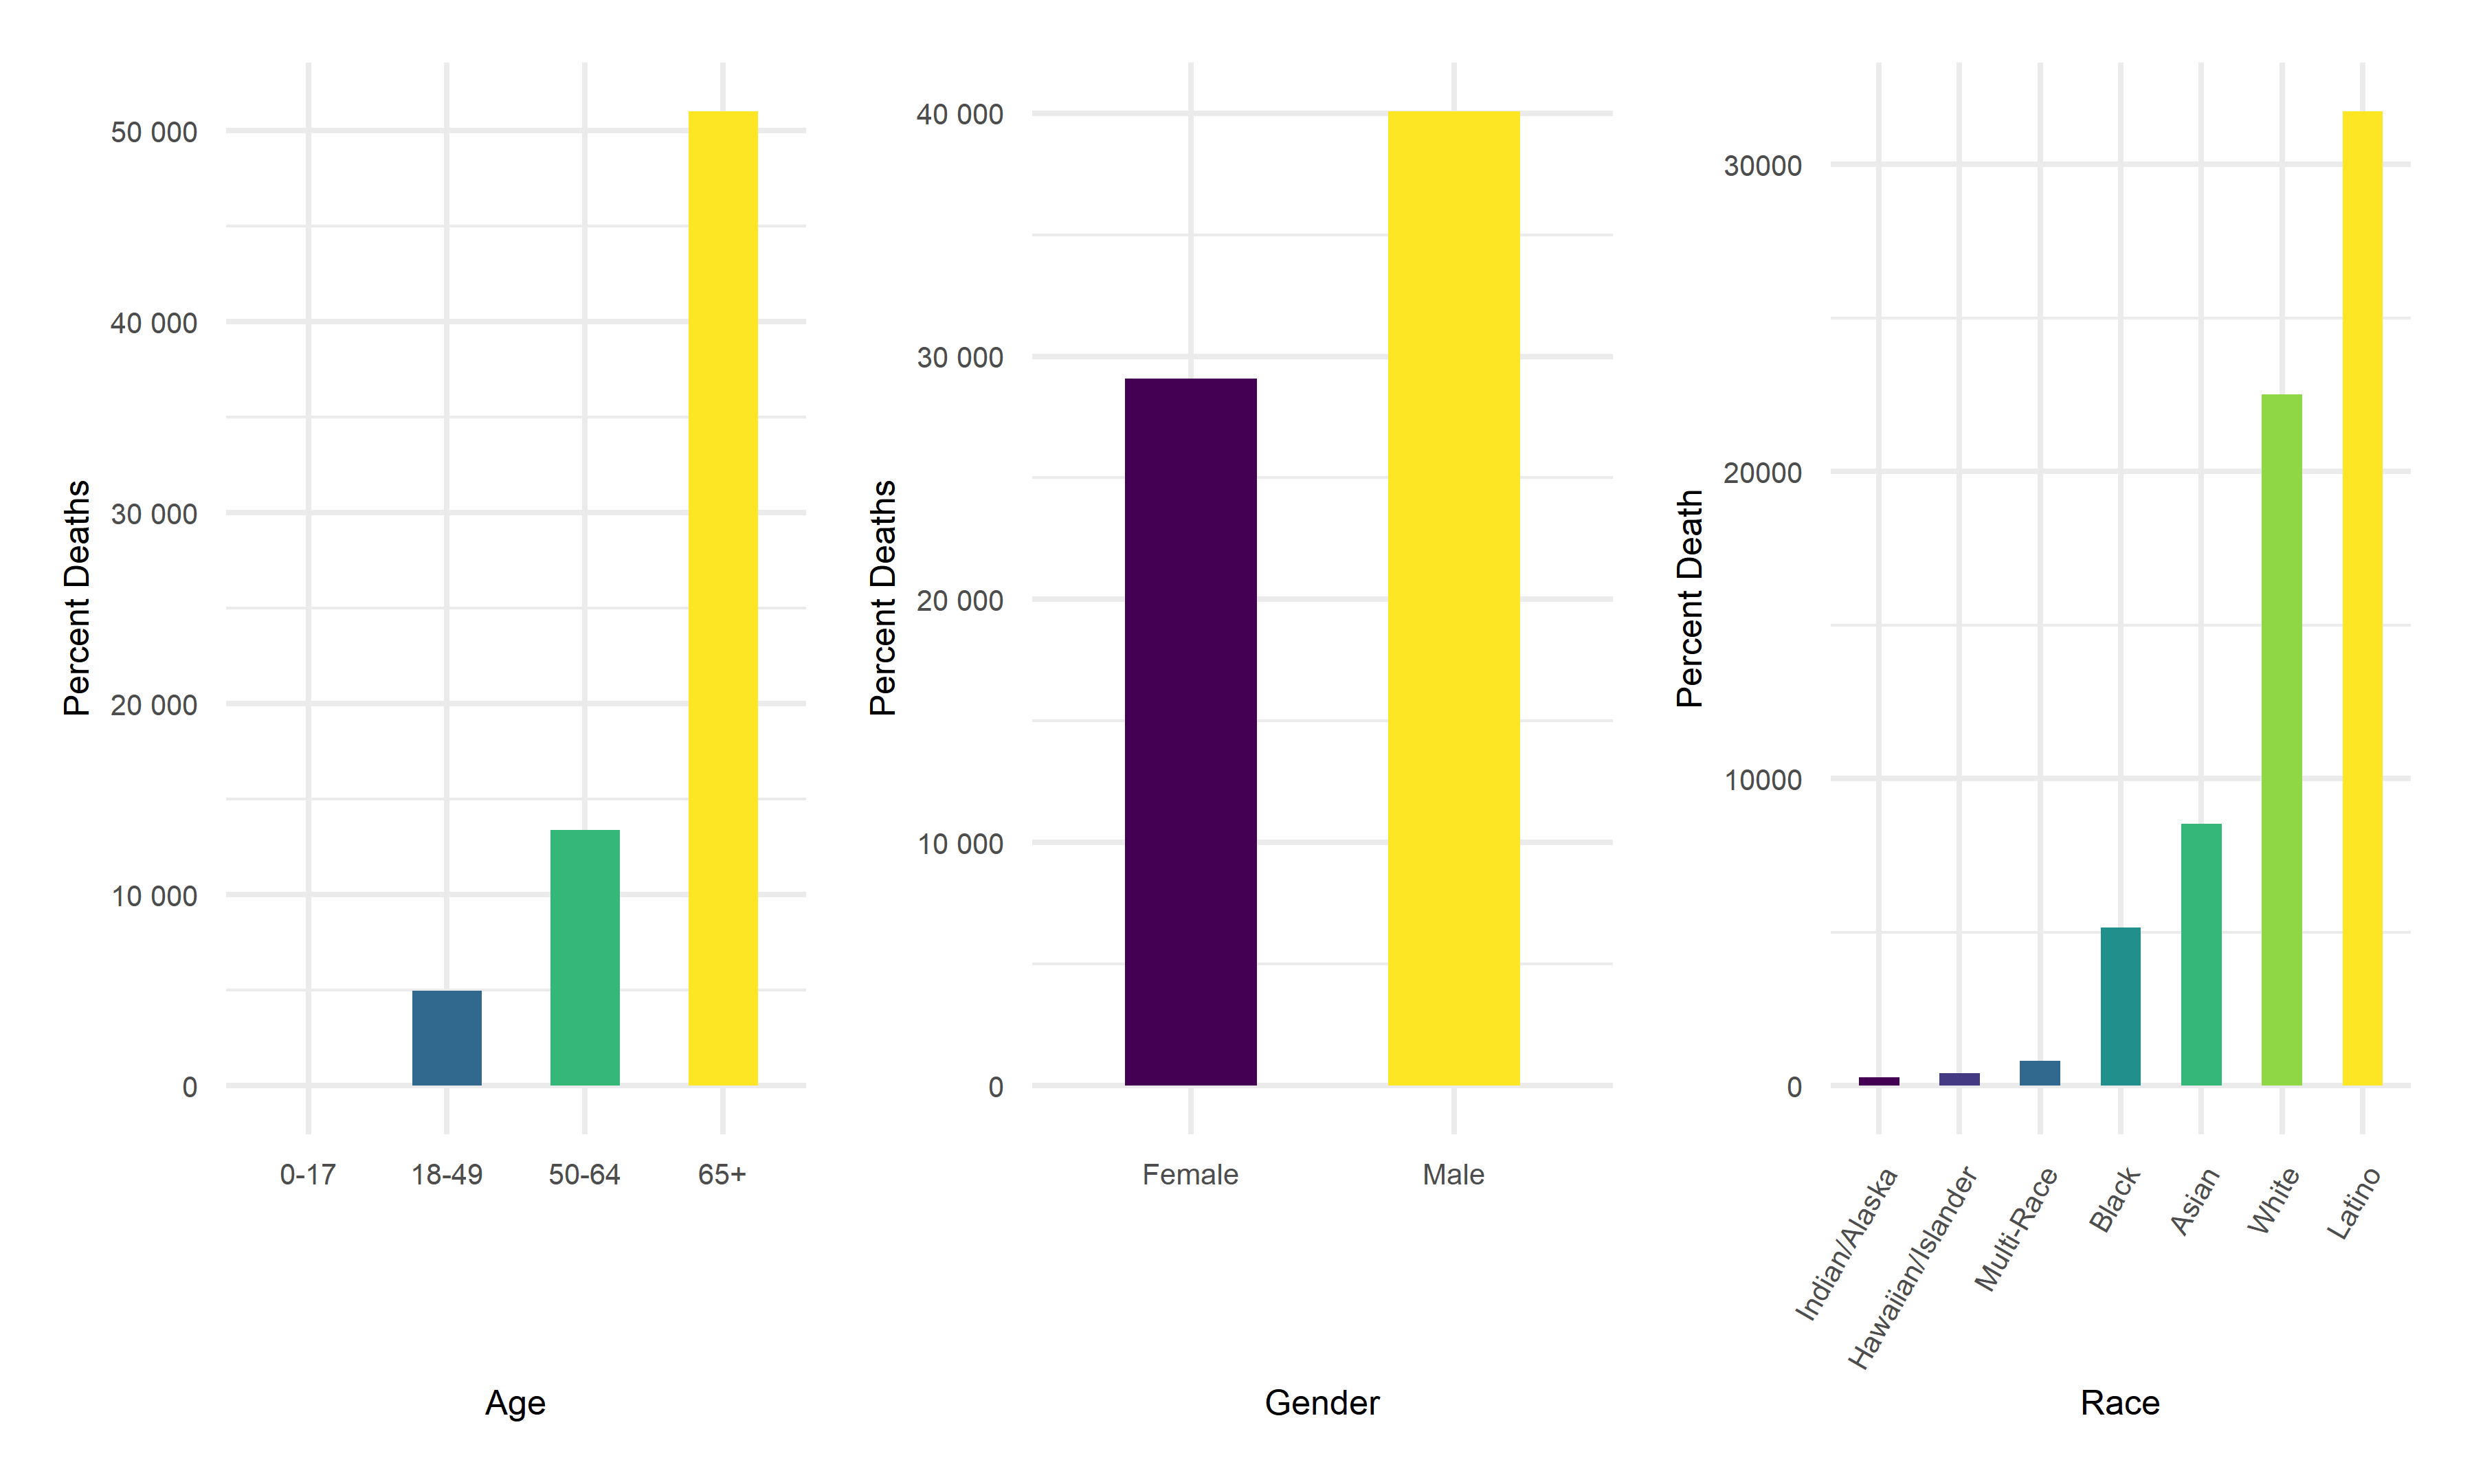 Percent Deaths
50 000
40 000
30 000
20 000
10 000
0
0-17
18-49
50-64
65+
Age
Percent Deaths
40 000
30 000
20 000
10 000
0
Female
Male
Gender
Percent Death
30000
20000
10000
0
Indian/Alaska
Hawaiian/Islander
Multi-Race
Black
Asian
White
Latino
Race